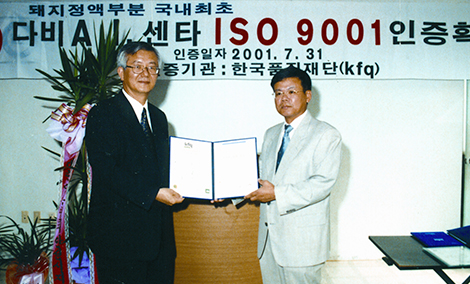 돼지정액부분 국내최초
다비A.I. 센타 ISO 9001인증획
인증일자 2001. 7. 31
증기관 : 한국품질재단(kfq)